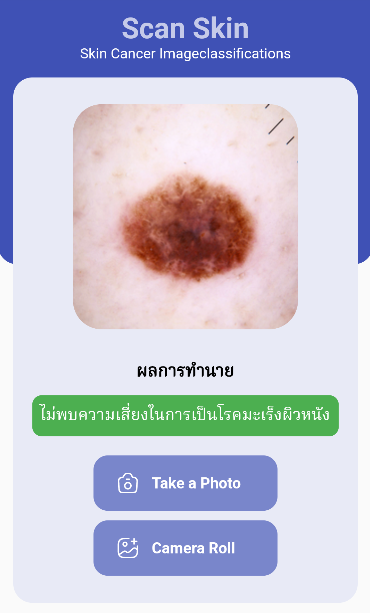 Scan Skin
Skin Cancer Imageclassifications
ผลการทำนาย
ไม่พบความเสี่ยงในการเป็นโรคมะเร็งผิวหนัง
Take a Photo
Camera Roll